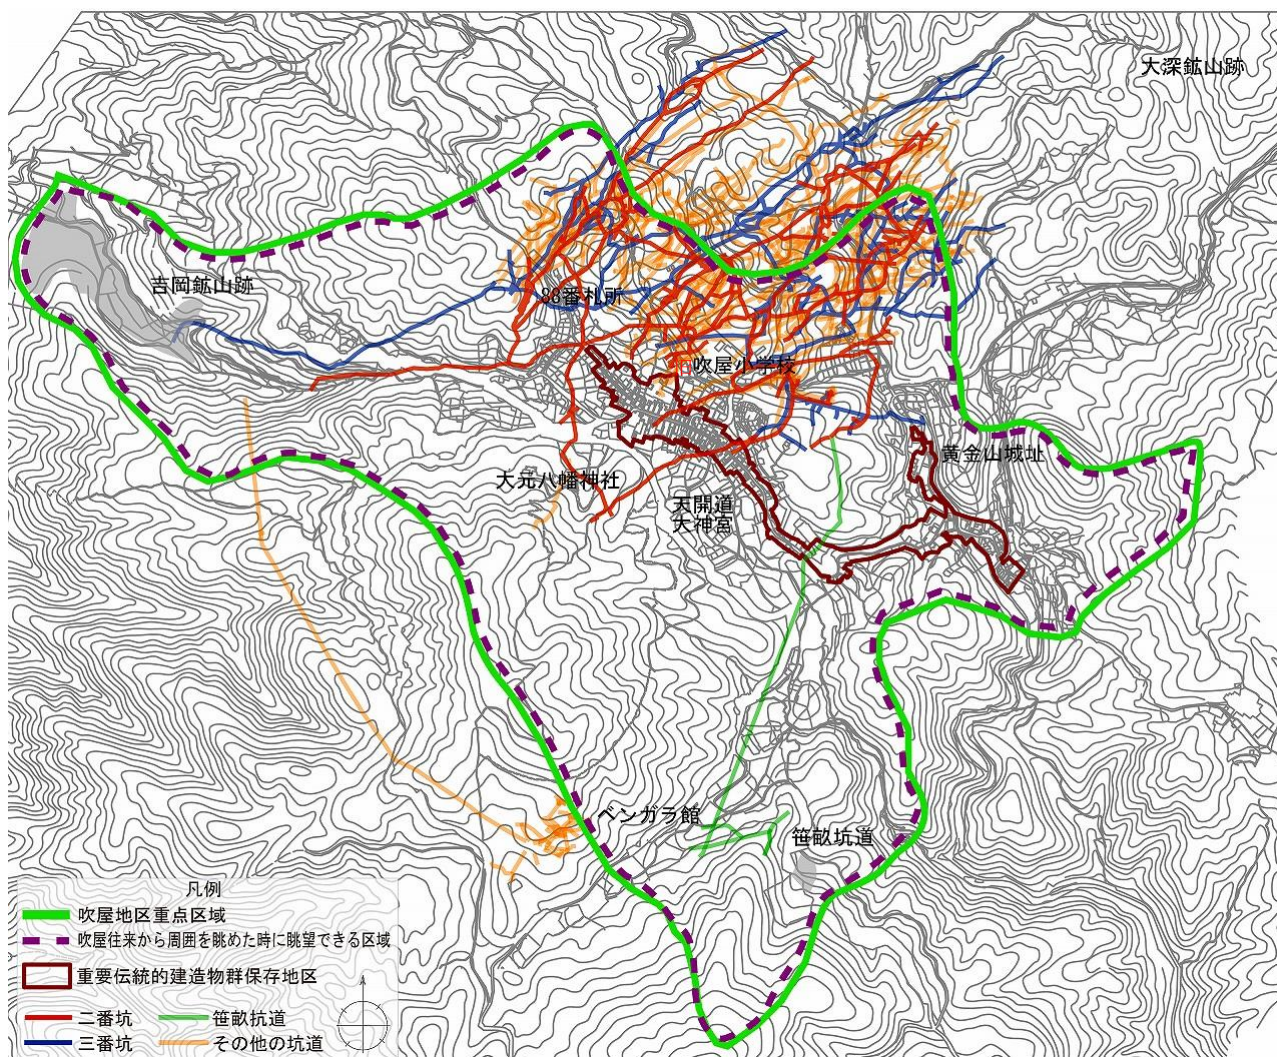 大深鉱山跡
吉岡鉱山跡
88番札所
吹屋小学校
黄金山城址
大元八幡神社
天開道
大神宮
ベンガラ館
笹畝坑道
凡例
吹屋地区重点区域
吹屋往来から周囲を眺めた時に眺望できる区域
重要伝統的建造物群保存地区
二番坑
笹畝抗道
三番坑
その他の坑道